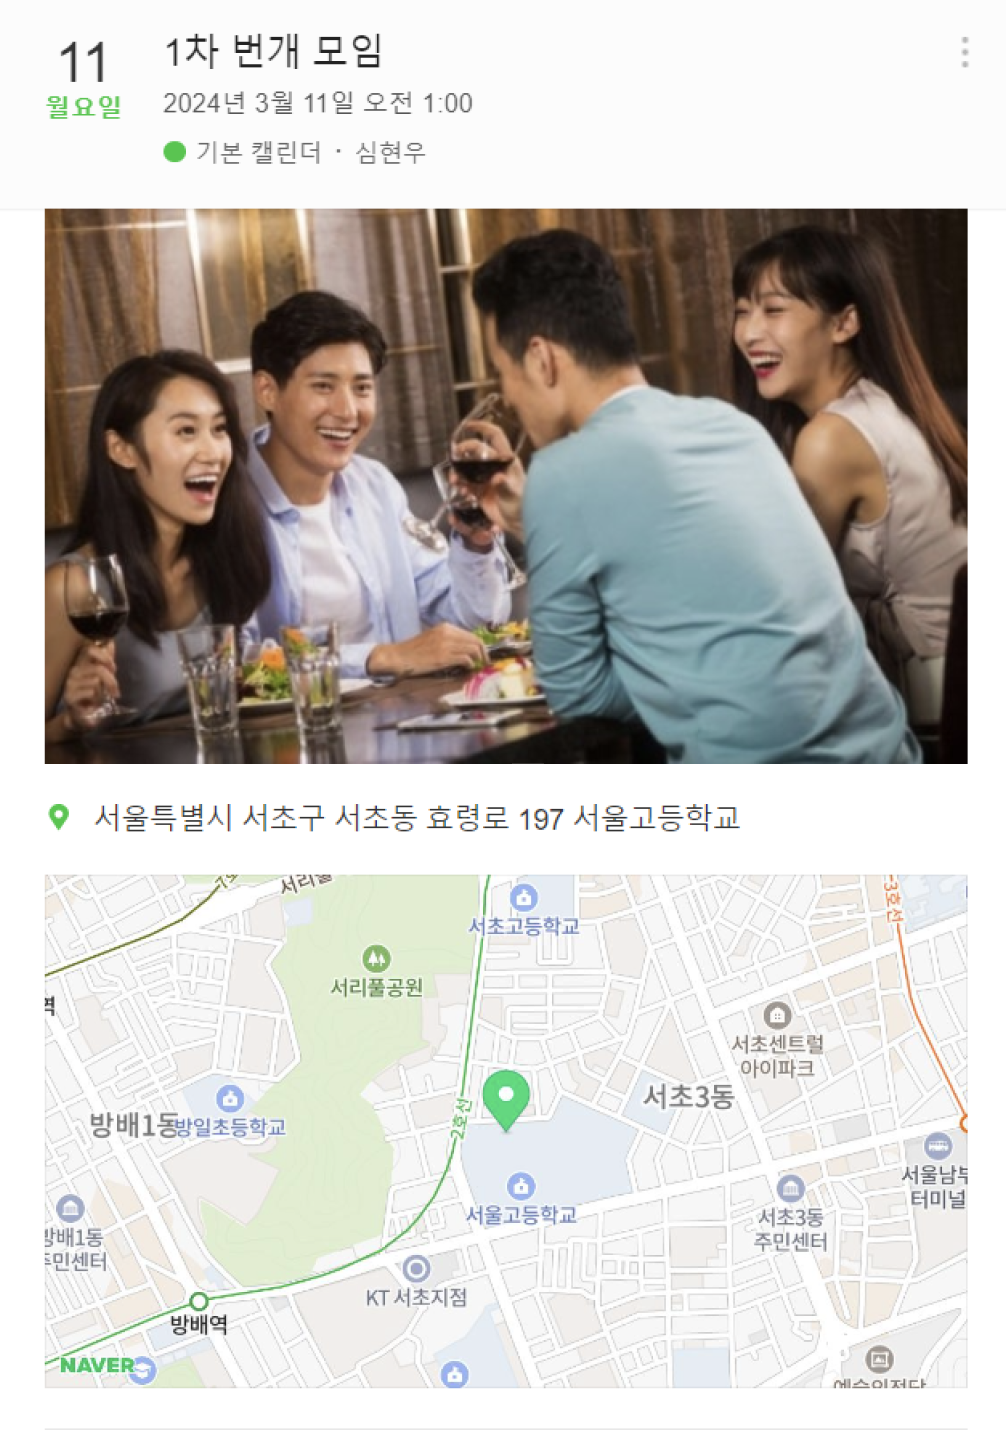 11
월요일
1차 번개 모임
2024년 3월 11일 오전 1:00
기본 캘린더 · 심현우
서울특별시 서초구 서초동 효령로 197 서울고등학교
서리풀
3호선
서초고등학교
서리풀공원
역
서초센트럴
아이파크
서초3동
방배1동
방일초등학교
2호선
서울남부
터미널
서울고등학교
서초3동
주민센터
방배1동
주민센터
KT 서초지점
방배역
NAVER
예술의전당